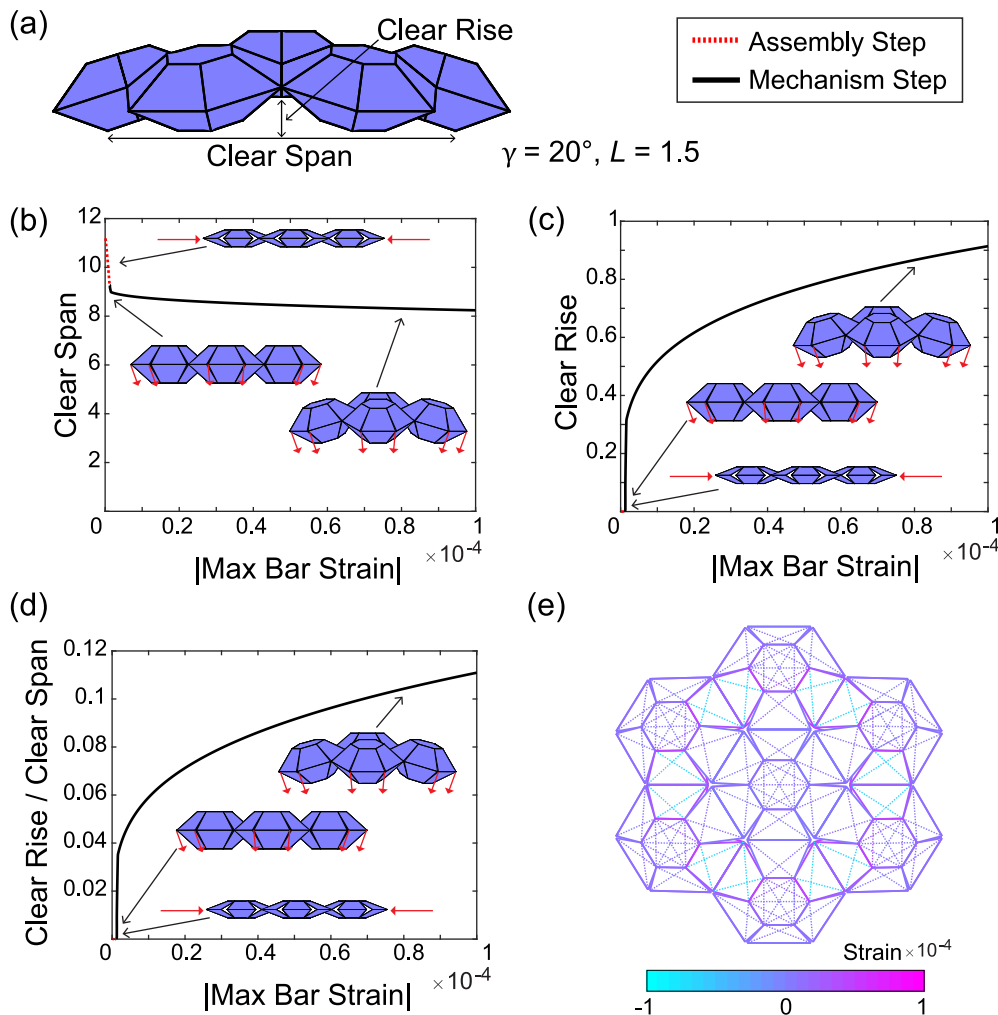 (a)
Clear Rise
Clear Span
γ = 20°, L = 1.5
Assembly Step
Mechanism Step
(b)
12
10
8
6
4
2
0 0.2 0.4 0.6 0.8 1
×10⁻⁴
Clear Span
|Max Bar Strain|
(c)
1
0.8
0.6
0.4
0.2
0 0.2 0.4 0.6 0.8 1
×10⁻⁴
Clear Rise
|Max Bar Strain|
(d)
0.12
0.1
0.08
0.06
0.04
0.02
0 0.2 0.4 0.6 0.8 1
×10⁻⁴
Clear Rise / Clear Span
|Max Bar Strain|
(e)
Strain ×10⁻⁴
-1 0 1